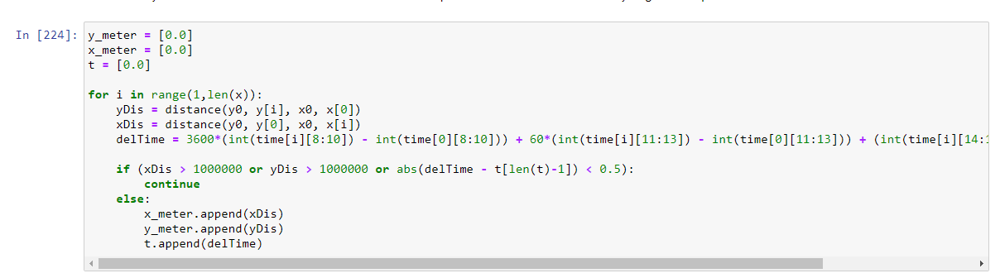 In [224]: y_meter = [0.0]
x_meter = [0.0]
t = [0.0]
for i in range(1,len(x)):
yDis = distance(y0, y[i], x0, x[0])
xDis = distance(y0, y[0], x0, x[i])
delTime = 3600*(int(time[i][8:10]) - int(time[0][8:10])) + 60*(int(time[i][11:13]) - int(time[0][11:13])) + (int(time[i][14:
if (xDis > 1000000 or yDis > 1000000 or abs(delTime - t[len(t)-1]) < 0.5):
continue
else:
x_meter.append(xDis)
y_meter.append(yDis)
t.append(delTime)